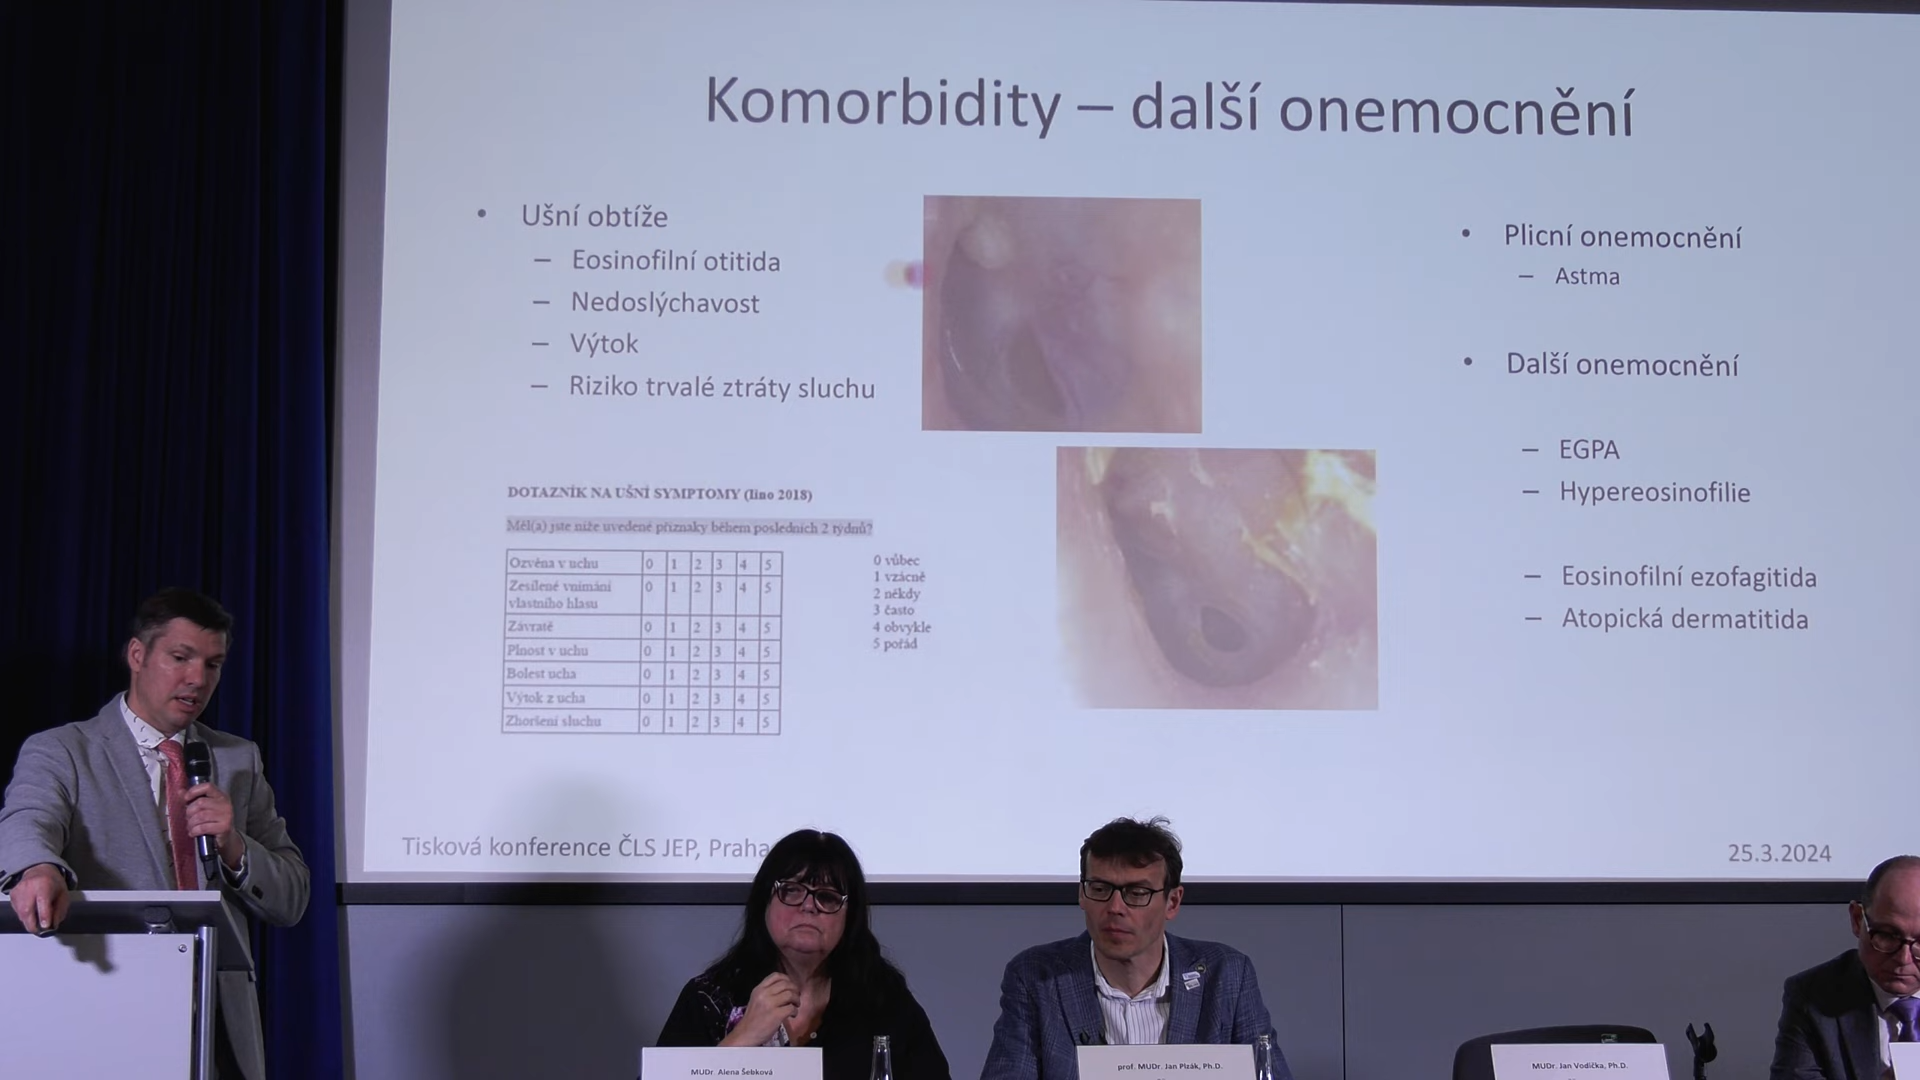 Komorbidity – další onemocnění
• Ušní obtíže
– Eosinofilní otitida
– Nedoslýchavost
– Výtok
– Riziko trvalé ztráty sluchu
DOTAZNÍK NA UŠNÍ SYMPTOMY (Iino 2018)
Měl(a) jste níže uvedené příznaky během posledních 2 týdnů?
Ozvěna v uchu 0 1 2 3 4 5
Zesílené vnímání
vlastního hlasu 0 1 2 3 4 5
Závratě 0 1 2 3 4 5
Plnost v uchu 0 1 2 3 4 5
Bolest ucha 0 1 2 3 4 5
Výtok z ucha 0 1 2 3 4 5
Zhoršení sluchu 0 1 2 3 4 5
0 vůbec
1 vzácně
2 někdy
3 často
4 obvykle
5 pořád
• Plicní onemocnění
– Astma
• Další onemocnění
– EGPA
– Hypereosinofilie
– Eosinofilní ezofagitida
– Atopická dermatitida
Tisková konference ČLS JEP, Praha
25.3.2024
MUDr. Alena Šebková
prof. MUDr. Jan Plzák, Ph.D.
MUDr. Jan Vodička, Ph.D.